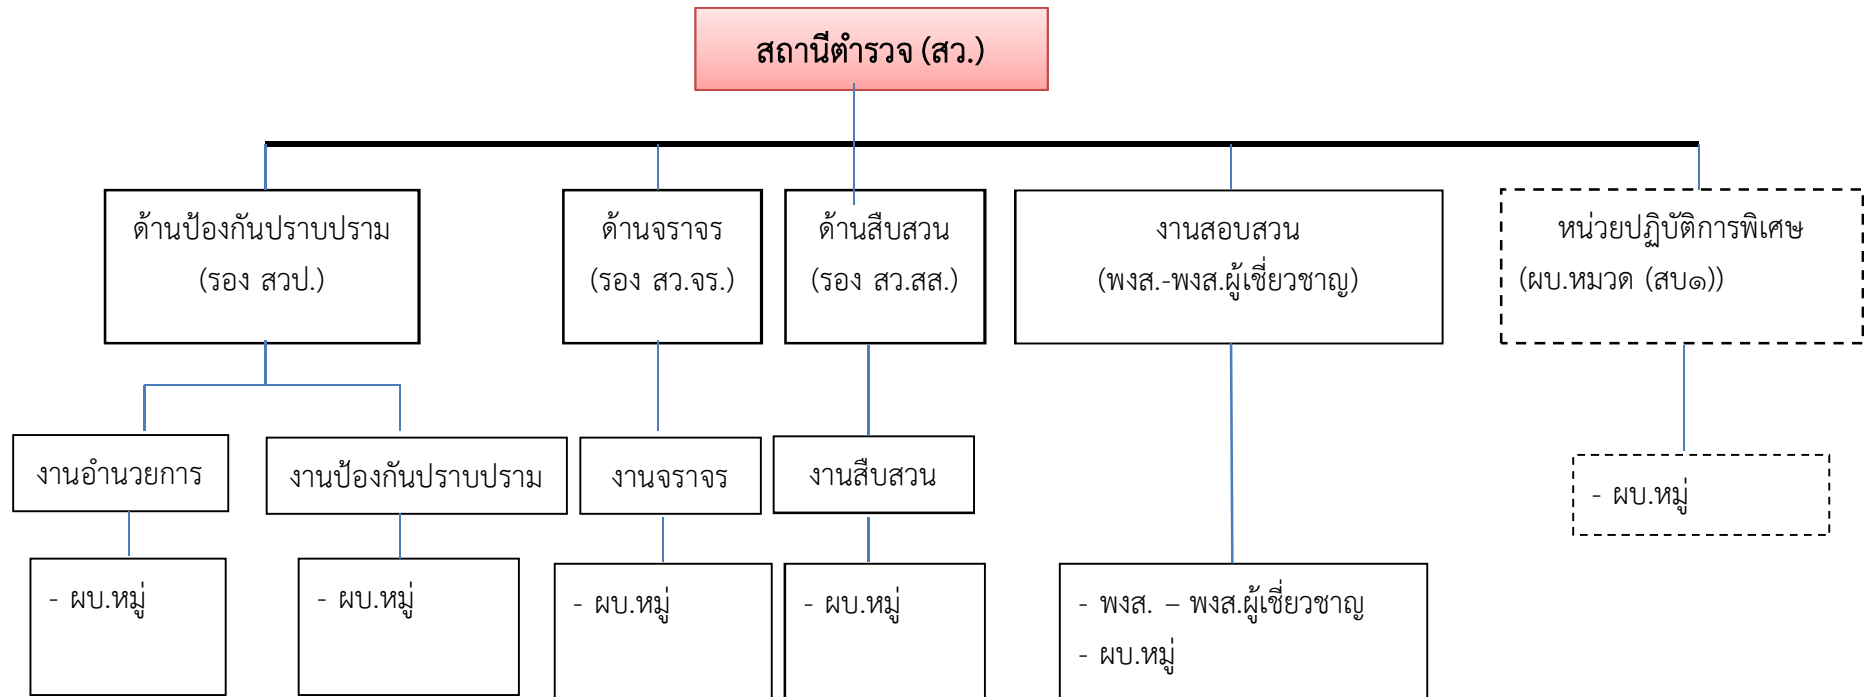 สถานีตำรวจ (สว.)
ด้านป้องกันปราบปราม
(รอง สวป.)
ด้านจราจร
(รอง สว.จร.)
ด้านสืบสวน
(รอง สว.สส.)
งานสอบสวน
(พงส.-พงส.ผู้เชี่ยวชาญ)
หน่วยปฏิบัติการพิเศษ
(ผบ.หมวด (สบ๑))
งานอำนวยการ
งานป้องกันปราบปราม
งานจราจร
งานสืบสวน
- ผบ.หมู่
- ผบ.หมู่
- ผบ.หมู่
- ผบ.หมู่
- ผบ.หมู่
- พงส. – พงส.ผู้เชี่ยวชาญ
- ผบ.หมู่